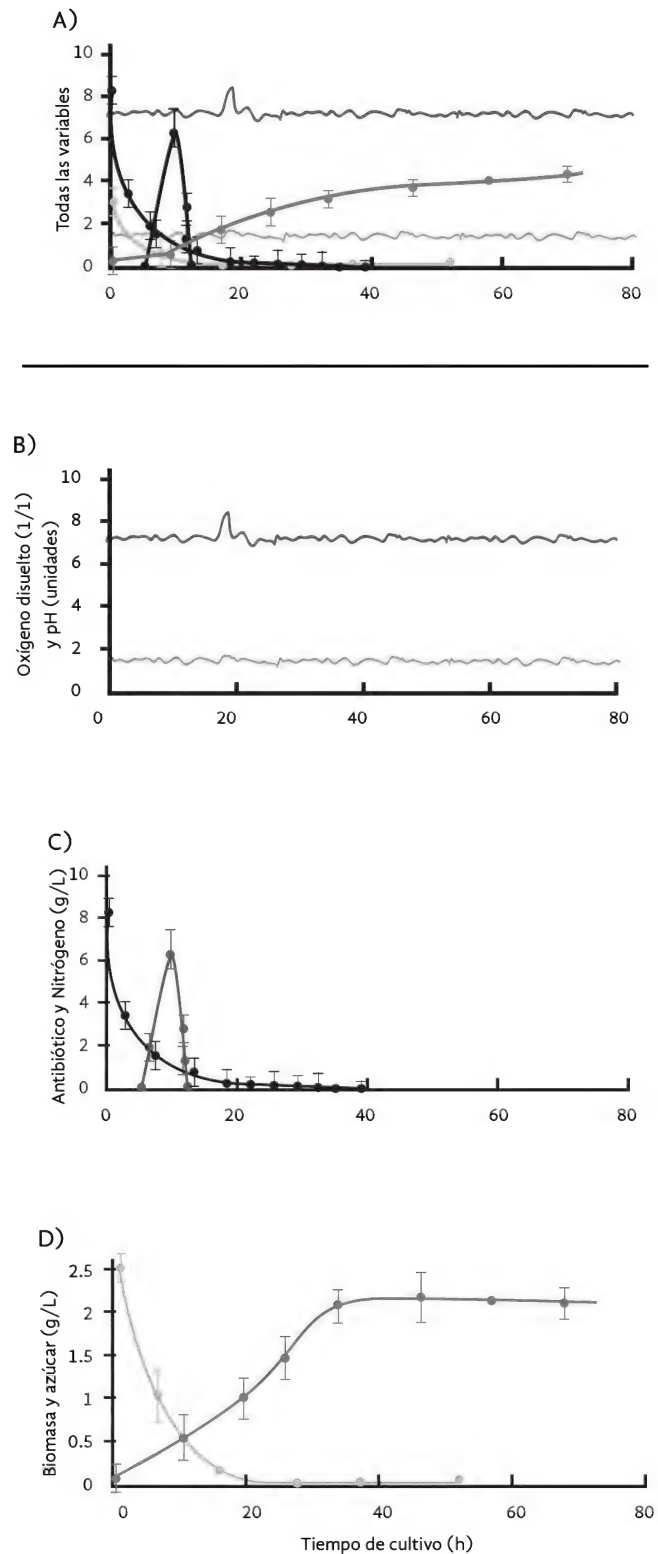 A)
Todas las variables
10
8
6
4
2
0
0 20 40 60 80
B)
Oxígeno disuelto (1/1)
y pH (unidades)
10
8
6
4
2
0
0 20 40 60 80
C)
Antibiótico y Nitrógeno (g/L)
10
8
6
4
2
0
0 20 40 60 80
D)
Biomasa y azúcar (g/L)
2.5
2
1.5
1
0.5
0
0 20 40 60 80
Tiempo de cultivo (h)